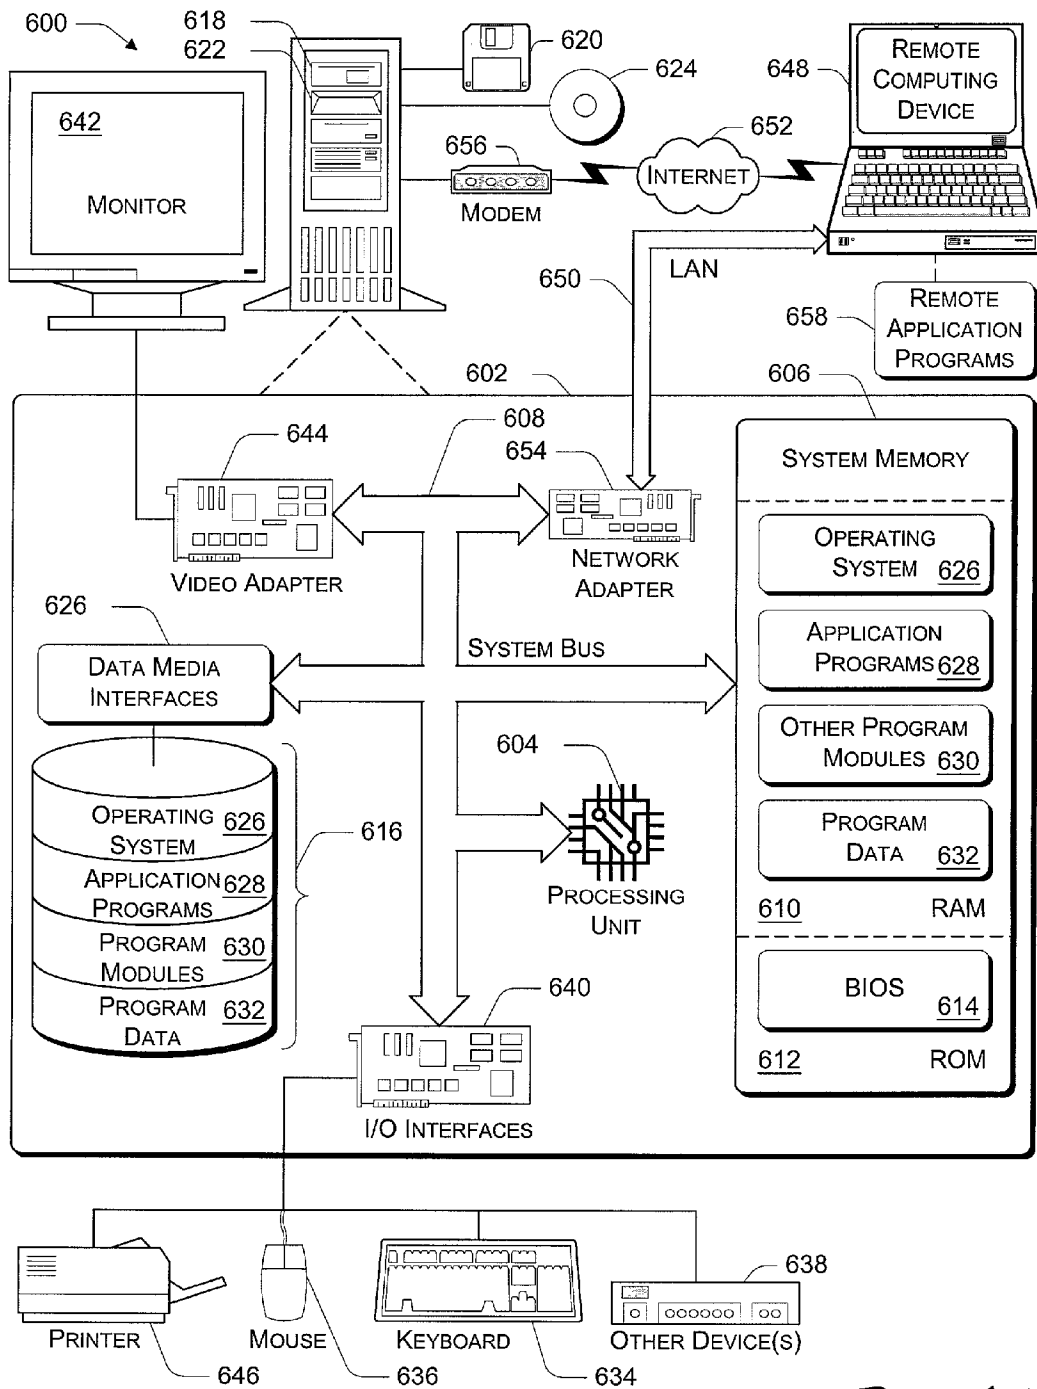 600
618
622
620
624
648
REMOTE
COMPUTING
DEVICE
642
MONITOR
656
MODEM
652
INTERNET
650
LAN
658
REMOTE
APPLICATION
PROGRAMS
602
606
608
644
654
VIDEO ADAPTER
NETWORK
ADAPTER
SYSTEM MEMORY
OPERATING
SYSTEM 626
APPLICATION
PROGRAMS 628
OTHER PROGRAM
MODULES 630
PROGRAM
DATA 632
610 RAM
BIOS 614
612 ROM
626
DATA MEDIA
INTERFACES
SYSTEM BUS
604
PROCESSING
UNIT
616
OPERATING 626
SYSTEM
APPLICATION 628
PROGRAMS
PROGRAM 630
MODULES
PROGRAM 632
DATA
640
I/O INTERFACES
PRINTER
646
MOUSE
636
KEYBOARD
634
638
OTHER DEVICE(S)